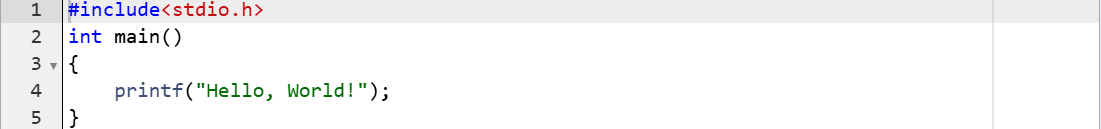 1 #include<stdio.h>
2 int main()
3 {
4     printf("Hello, World!");
5 }